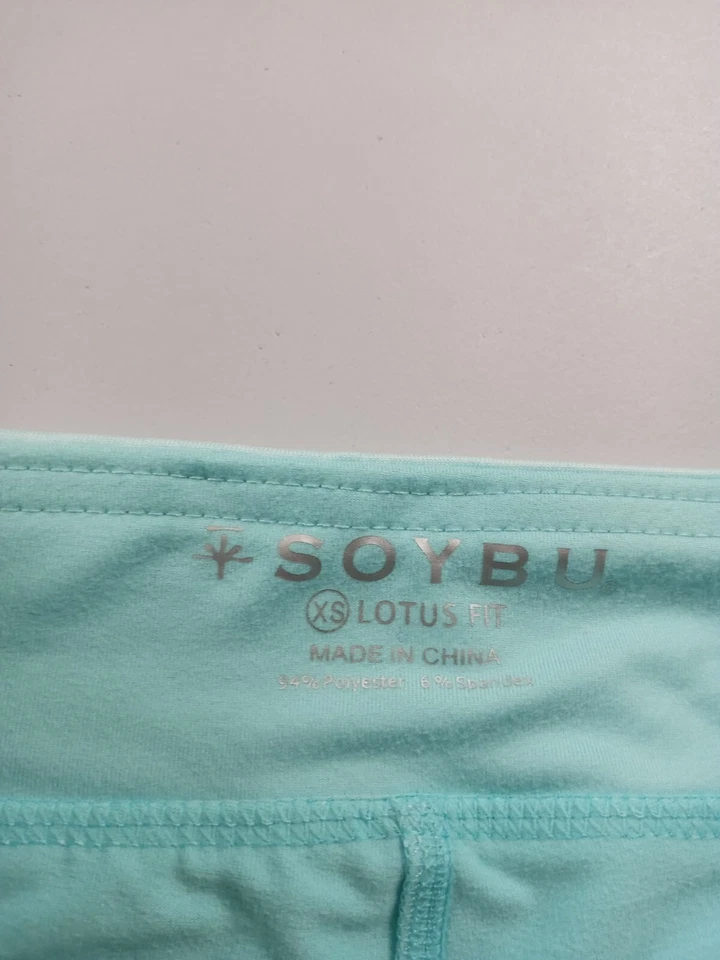 SOYBU
XS LOTUS FIT
MADE IN CHINA
94% Polyester 6% Spandex